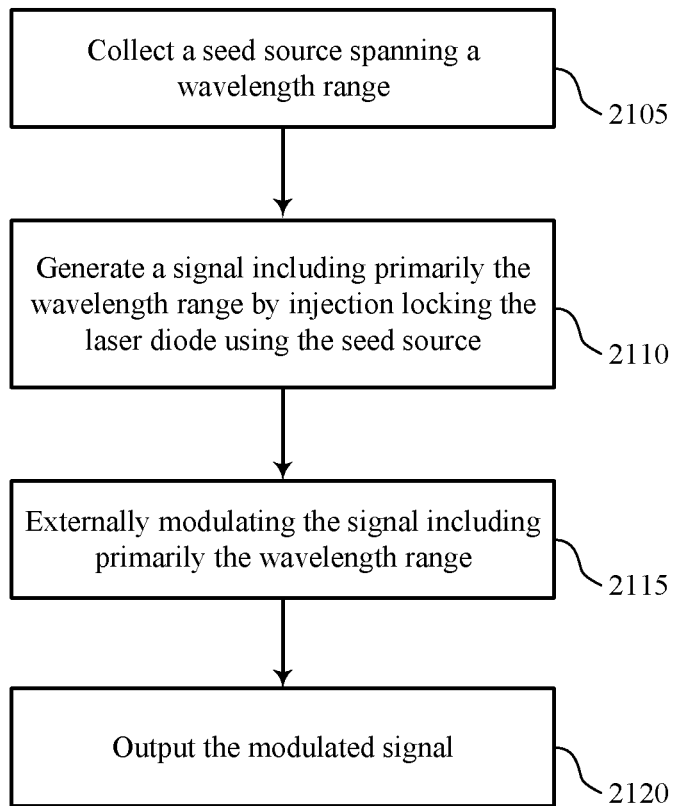 Collect a seed source spanning a
wavelength range
2105
Generate a signal including primarily the
wavelength range by injection locking the
laser diode using the seed source
2110
Externally modulating the signal including
primarily the wavelength range
2115
Output the modulated signal
2120